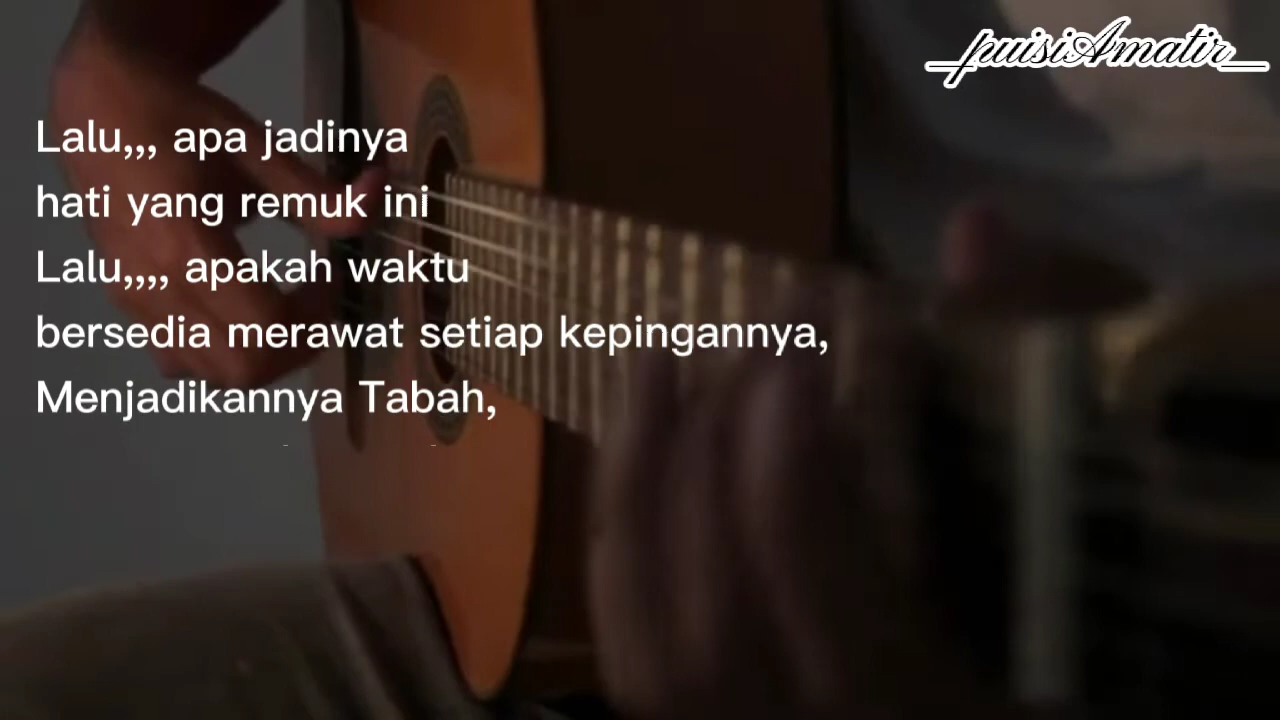 _puisiAmatir_
Lalu,,, apa jadinya
hati yang remuk ini
Lalu,,,, apakah waktu
bersedia merawat setiap kepingannya,
Menjadikannya Tabah,